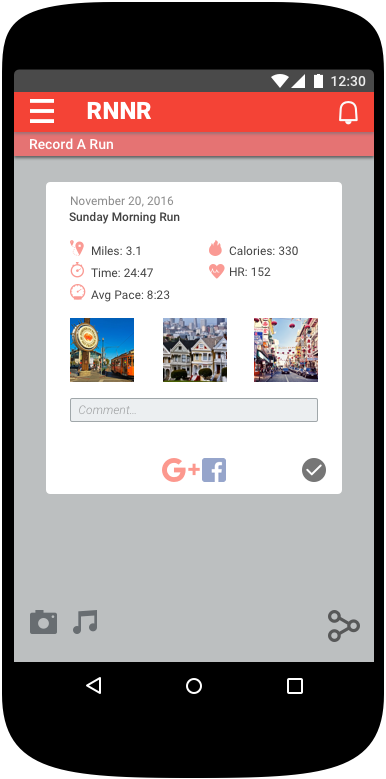 12:30
RNNR
Record A Run
November 20, 2016
Sunday Morning Run
Miles: 3.1
Calories: 330
Time: 24:47
HR: 152
Avg Pace: 8:23
Comment...
G+ f